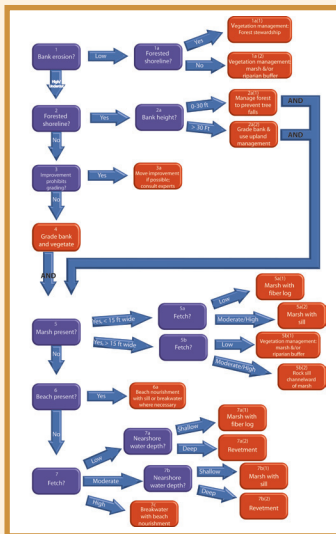 1
Bank erosion?
Low
1a
Forested
shoreline?
Yes
No
1a(1)
Vegetation management
Forest stewardship
1a (2)
Vegetation management
marsh &/or
riparian buffer
2
Forested
shoreline?
Yes
2a
Bank height?
0-30 ft
> 30 Ft
2a(1)
Manage forest
to prevent tree
falls
AND
2a(2)
Grade bank &
use upland
management
AND
No
3
Improvement
prohibits
grading?
Yes
3a
Move improvement
if possible;
consult experts
No
4
Grade bank
and vegetate
AND
5
Marsh present?
Yes, < 15 ft wide
5a
Fetch?
Low
Moderate/High
5a(1)
Marsh with
fiber log
5a(2)
Marsh with
sill
Yes, > 15 ft wide
5b
Fetch?
Low
Moderate/High
5b(1)
Vegetation management
marsh &/or
riparian buffer
5b(2)
Rock sill
channelward
of marsh
No
6
Beach present?
Yes
6a
Beach nourishment
with sill or breakwater
where necessary
No
7
Fetch?
Low
7a
Nearshore
water depth?
Shallow
Deep
7a(1)
Marsh with
fiber log
7a(2)
Revetment
Moderate
7b
Nearshore
water depth?
Shallow
Deep
7b(1)
Marsh with
sill
7b(2)
Revetment
High
Breakwater
with beach
nourishment